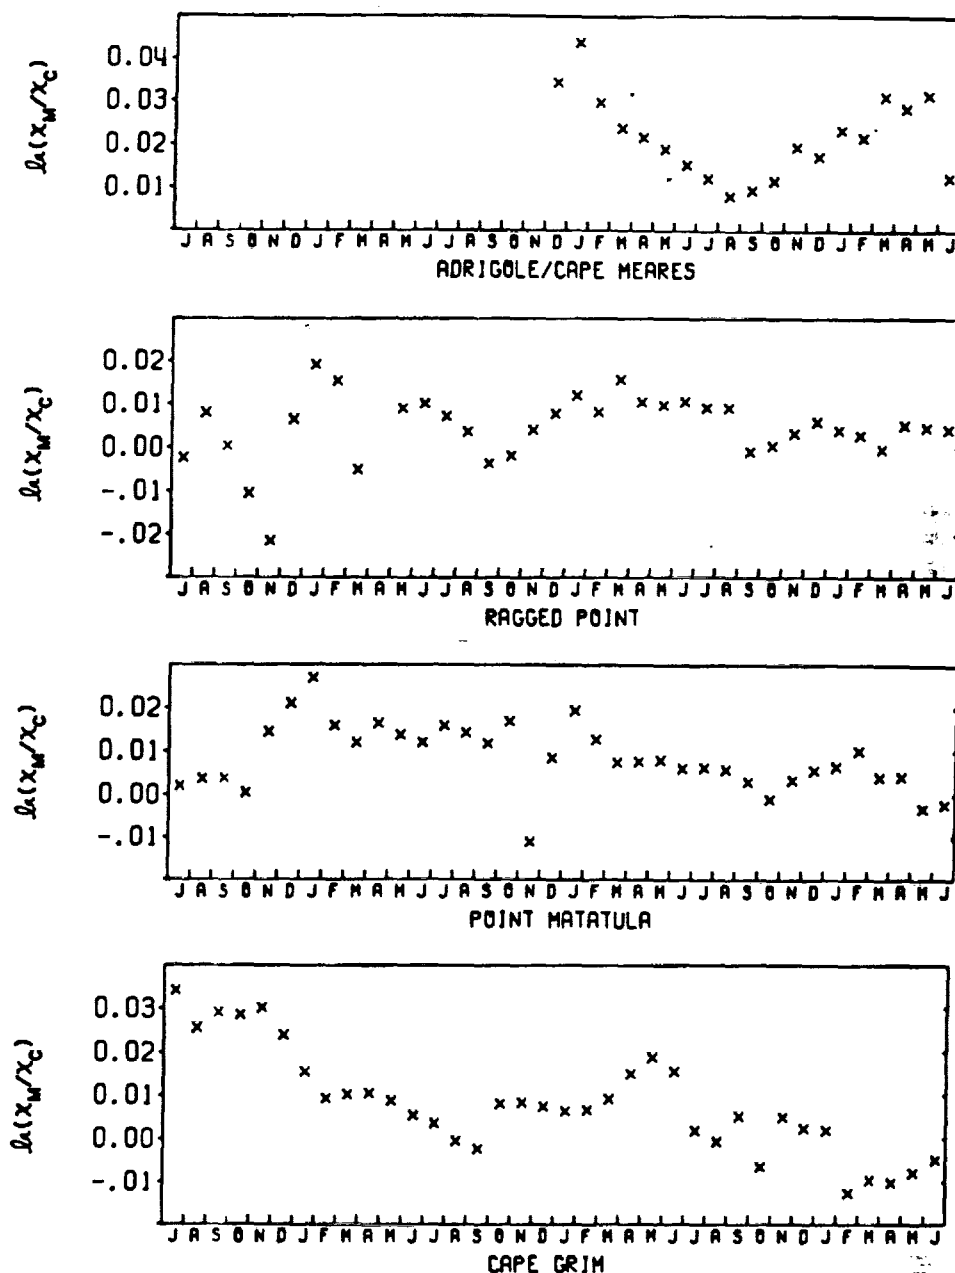 ln(χM/χC)
0.04
0.03
0.02
0.01
J A S O N D J F M A M J J A S O N D J F M A M J J A S O N D J F M A M J
ADRIGOLE/CAPE MEARES
ln(χM/χC)
0.02
0.01
0.00
-.01
-.02
J A S O N D J F M A M J J A S O N D J F M A M J J A S O N D J F M A M J
RAGGED POINT
ln(χM/χC)
0.02
0.01
0.00
-.01
J A S O N D J F M A M J J A S O N D J F M A M J J A S O N D J F M A M J
POINT MATATULA
ln(χM/χC)
0.03
0.02
0.01
0.00
-.01
J A S O N D J F M A M J J A S O N D J F M A M J J A S O N D J F M A M J
CAPE GRIM